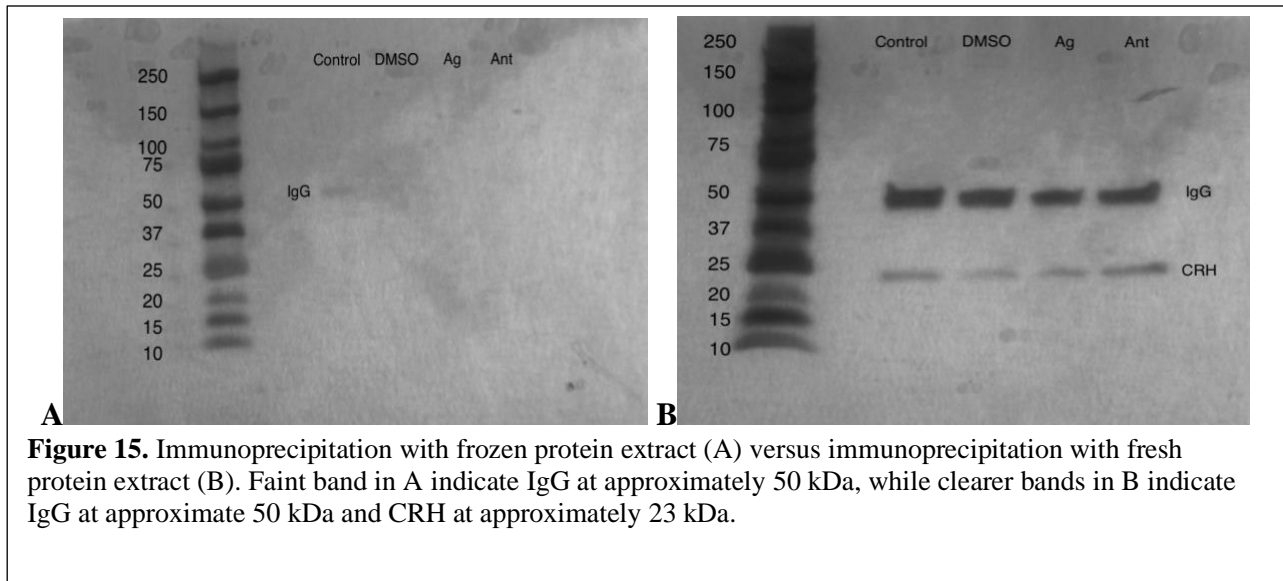 Control DMSO Ag Ant
250
150
100
75
50
37
25
20
15
10
IgG
A
Control DMSO Ag Ant
250
150
100
75
50
37
25
20
15
10
IgG
CRH
B
Figure 15. Immunoprecipitation with frozen protein extract (A) versus immunoprecipitation with fresh
protein extract (B). Faint band in A indicate IgG at approximately 50 kDa, while clearer bands in B indicate
IgG at approximate 50 kDa and CRH at approximately 23 kDa.